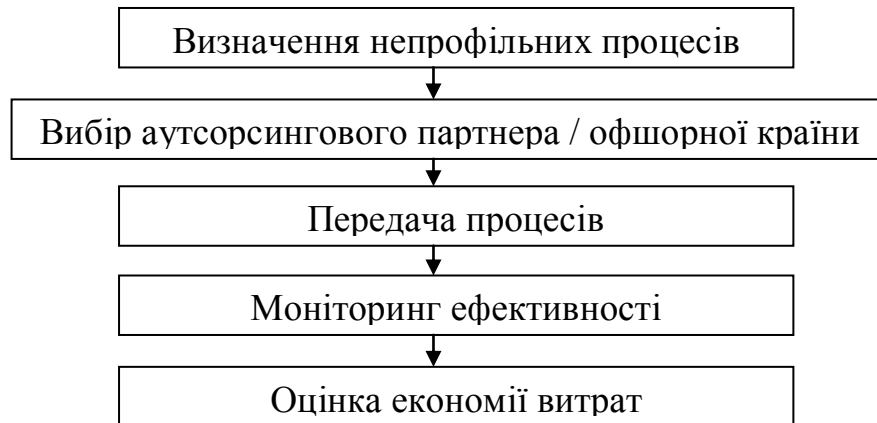 Визначення непрофільних процесів
Вибір аутсорсингового партнера / офшорної країни
Передача процесів
Моніторинг ефективності
Оцінка економії витрат